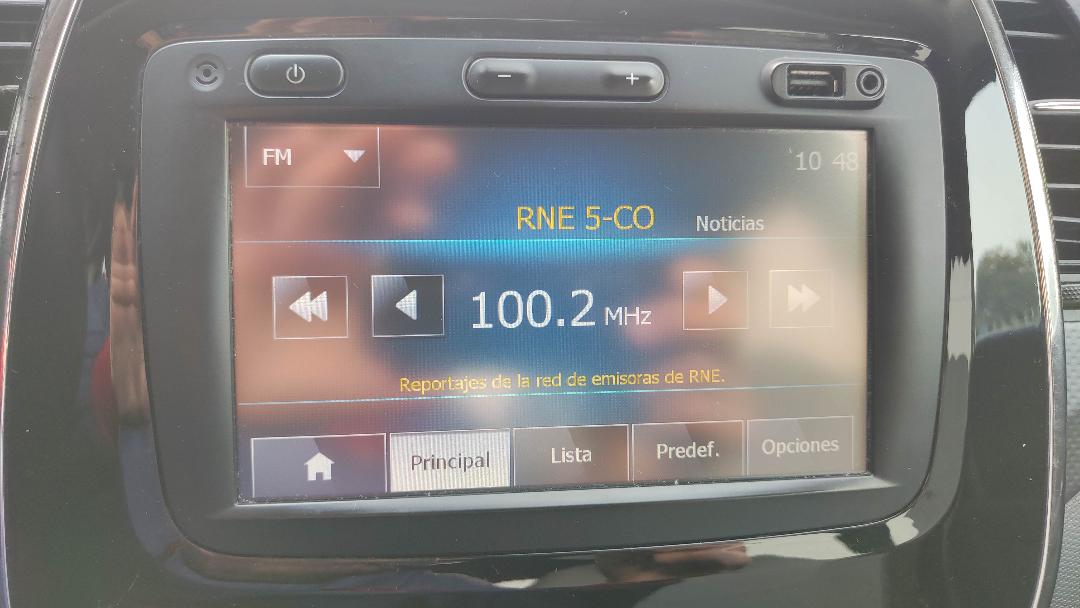 FM
10 48
RNE 5-CO Noticias
100.2 MHz
Reportajes de la red de emisoras de RNE.
Principal Lista Predef. Opciones